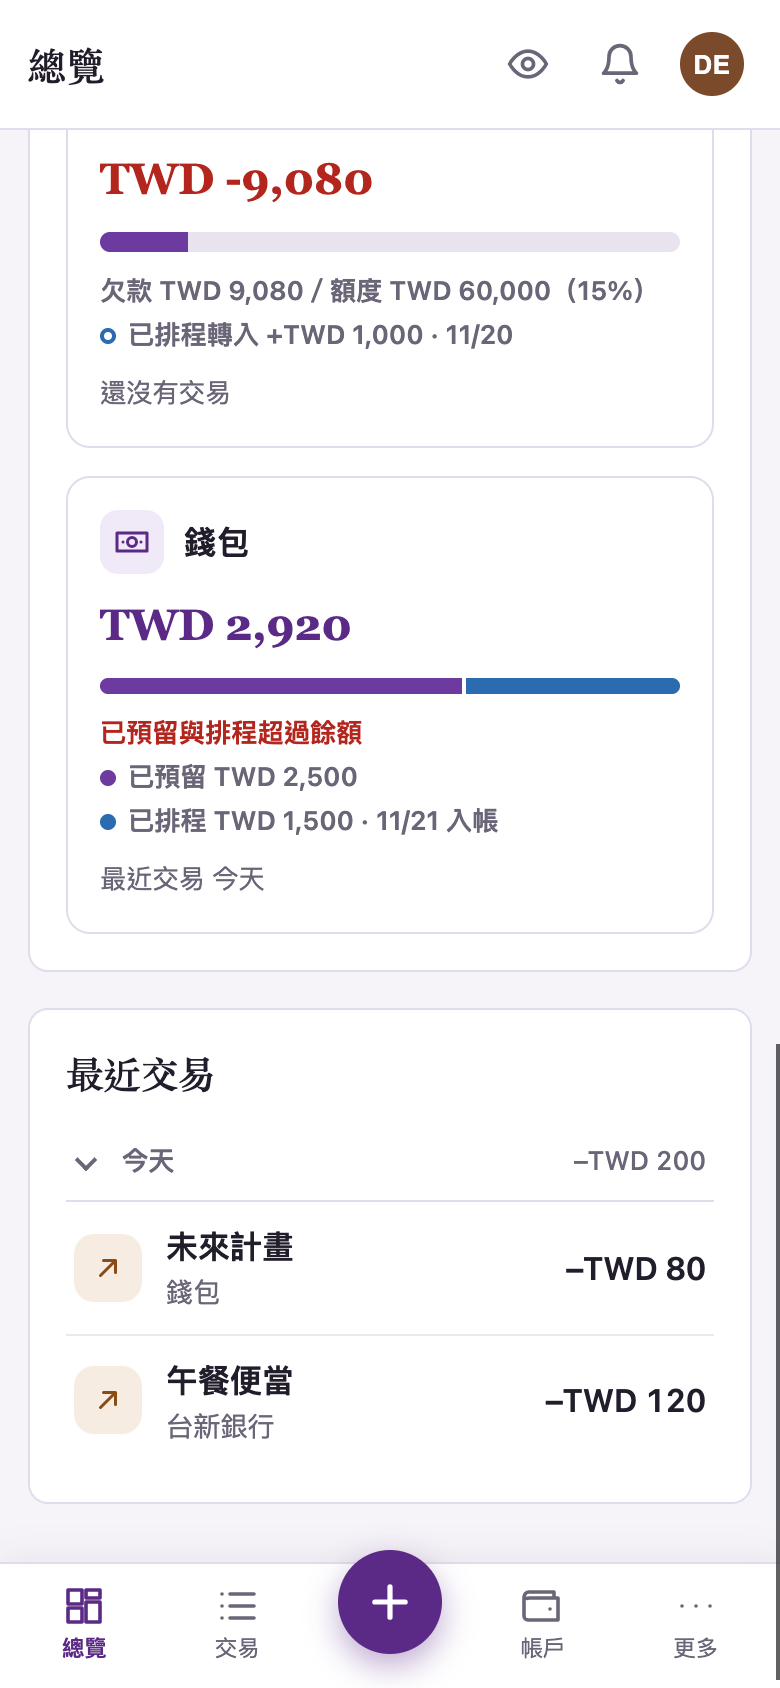 總覽
DE
TWD -9,080
欠款 TWD 9,080 / 額度 TWD 60,000（15%）
已排程轉入 +TWD 1,000 · 11/20
還沒有交易
錢包
TWD 2,920
已預留與排程超過餘額
已預留 TWD 2,500
已排程 TWD 1,500 · 11/21 入帳
最近交易 今天
最近交易
今天 –TWD 200
未來計畫
錢包
–TWD 80
午餐便當
台新銀行
–TWD 120
總覽 交易 帳戶 更多